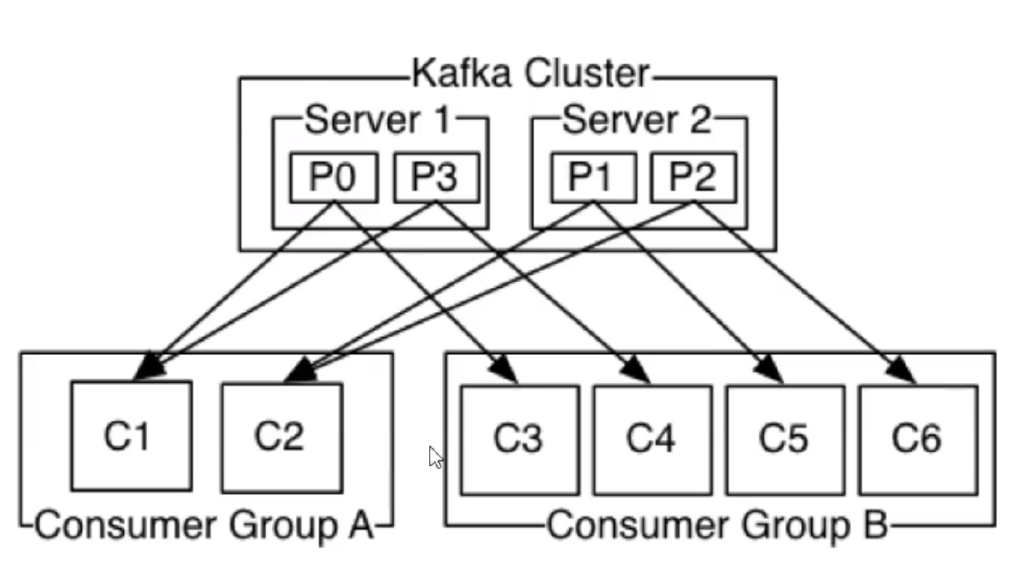 Kafka Cluster
Server 1 Server 2
P0 P3 P1 P2
C1 C2 C3 C4 C5 C6
Consumer Group A Consumer Group B